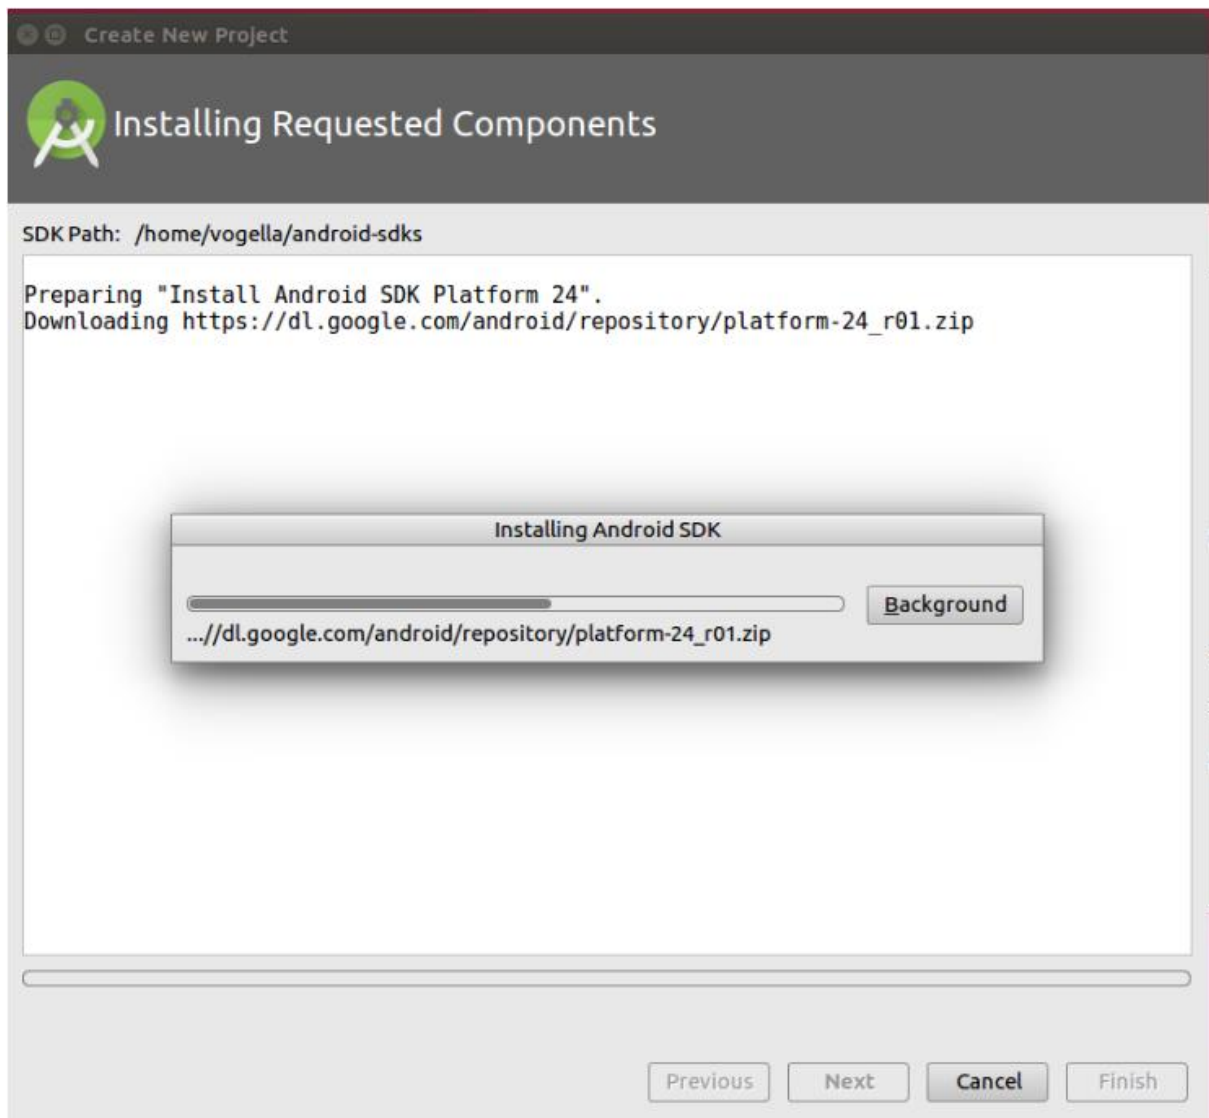 Create New Project
Installing Requested Components
SDK Path: /home/vogella/android-sdks
Preparing "Install Android SDK Platform 24".
Downloading https://dl.google.com/android/repository/platform-24_r01.zip
Installing Android SDK
Background
...//dl.google.com/android/repository/platform-24_r01.zip
Previous Next Cancel Finish